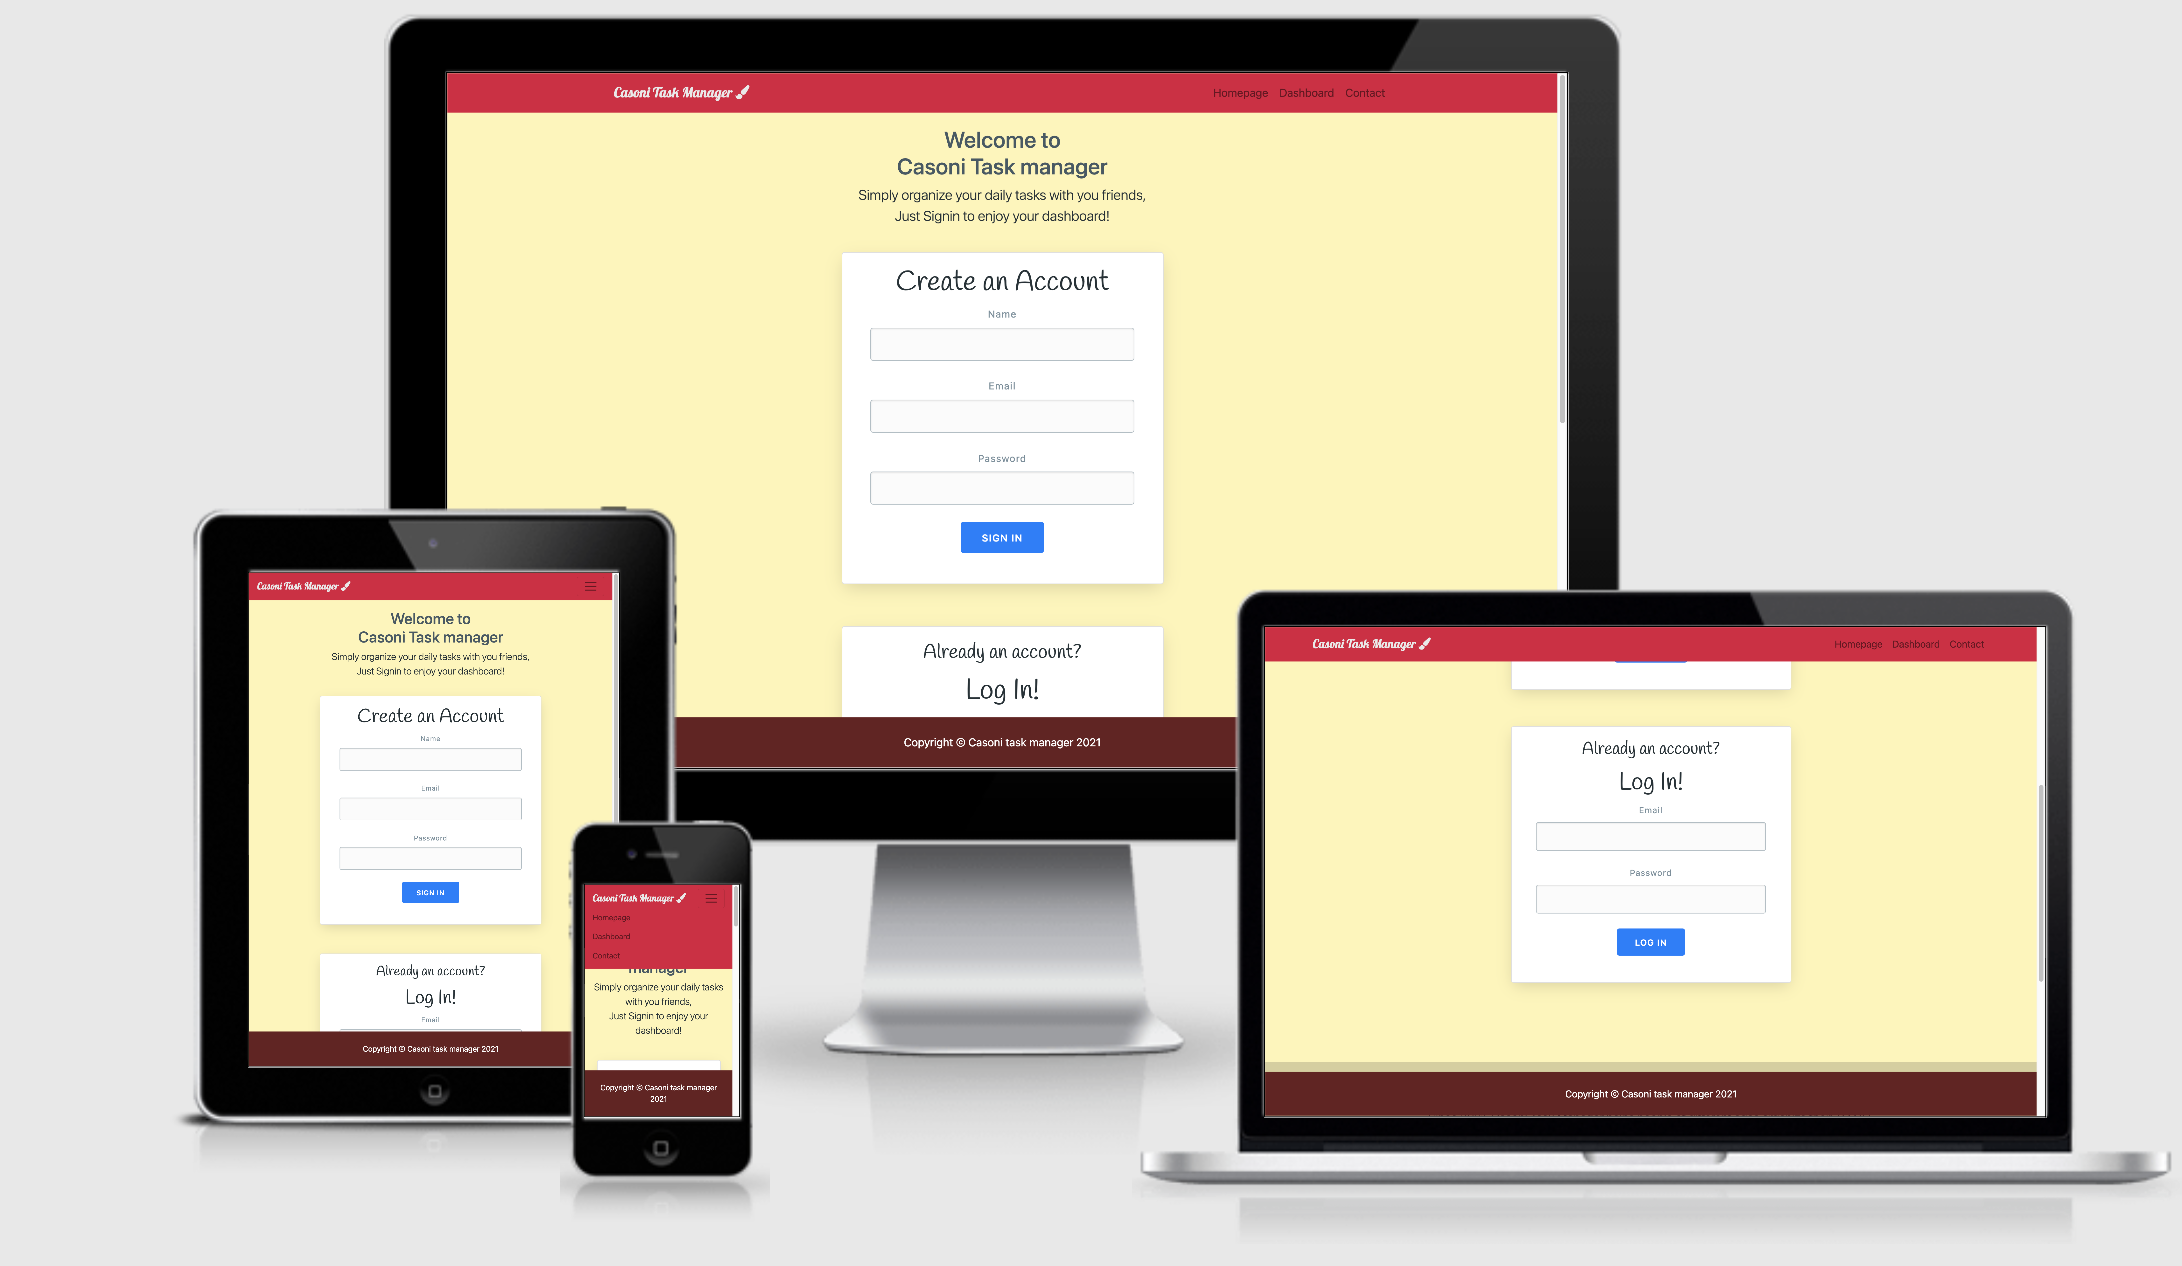 Casoni Task Manager
Homepage Dashboard Contact
Welcome to
Casoni Task manager
Simply organize your daily tasks with you friends,
Just Signin to enjoy your dashboard!
Create an Account
Name
Email
Password
SIGN IN
Already an account?
Log In!
Copyright © Casoni task manager 2021
Casoni Task Manager
Welcome to
Casoni Task manager
Simply organize your daily tasks with you friends,
Just Signin to enjoy your dashboard!
Create an Account
Name
Email
Password
SIGN IN
Already an account?
Log In!
Email
Copyright © Casoni task manager 2021
Casoni Task Manager
Homepage
Dashboard
Contact
manager
Simply organize your daily tasks
with you friends,
Just Signin to enjoy your
dashboard!
Copyright © Casoni task manager
2021
Casoni Task Manager
Homepage Dashboard Contact
Already an account?
Log In!
Email
Password
LOG IN
Copyright © Casoni task manager 2021